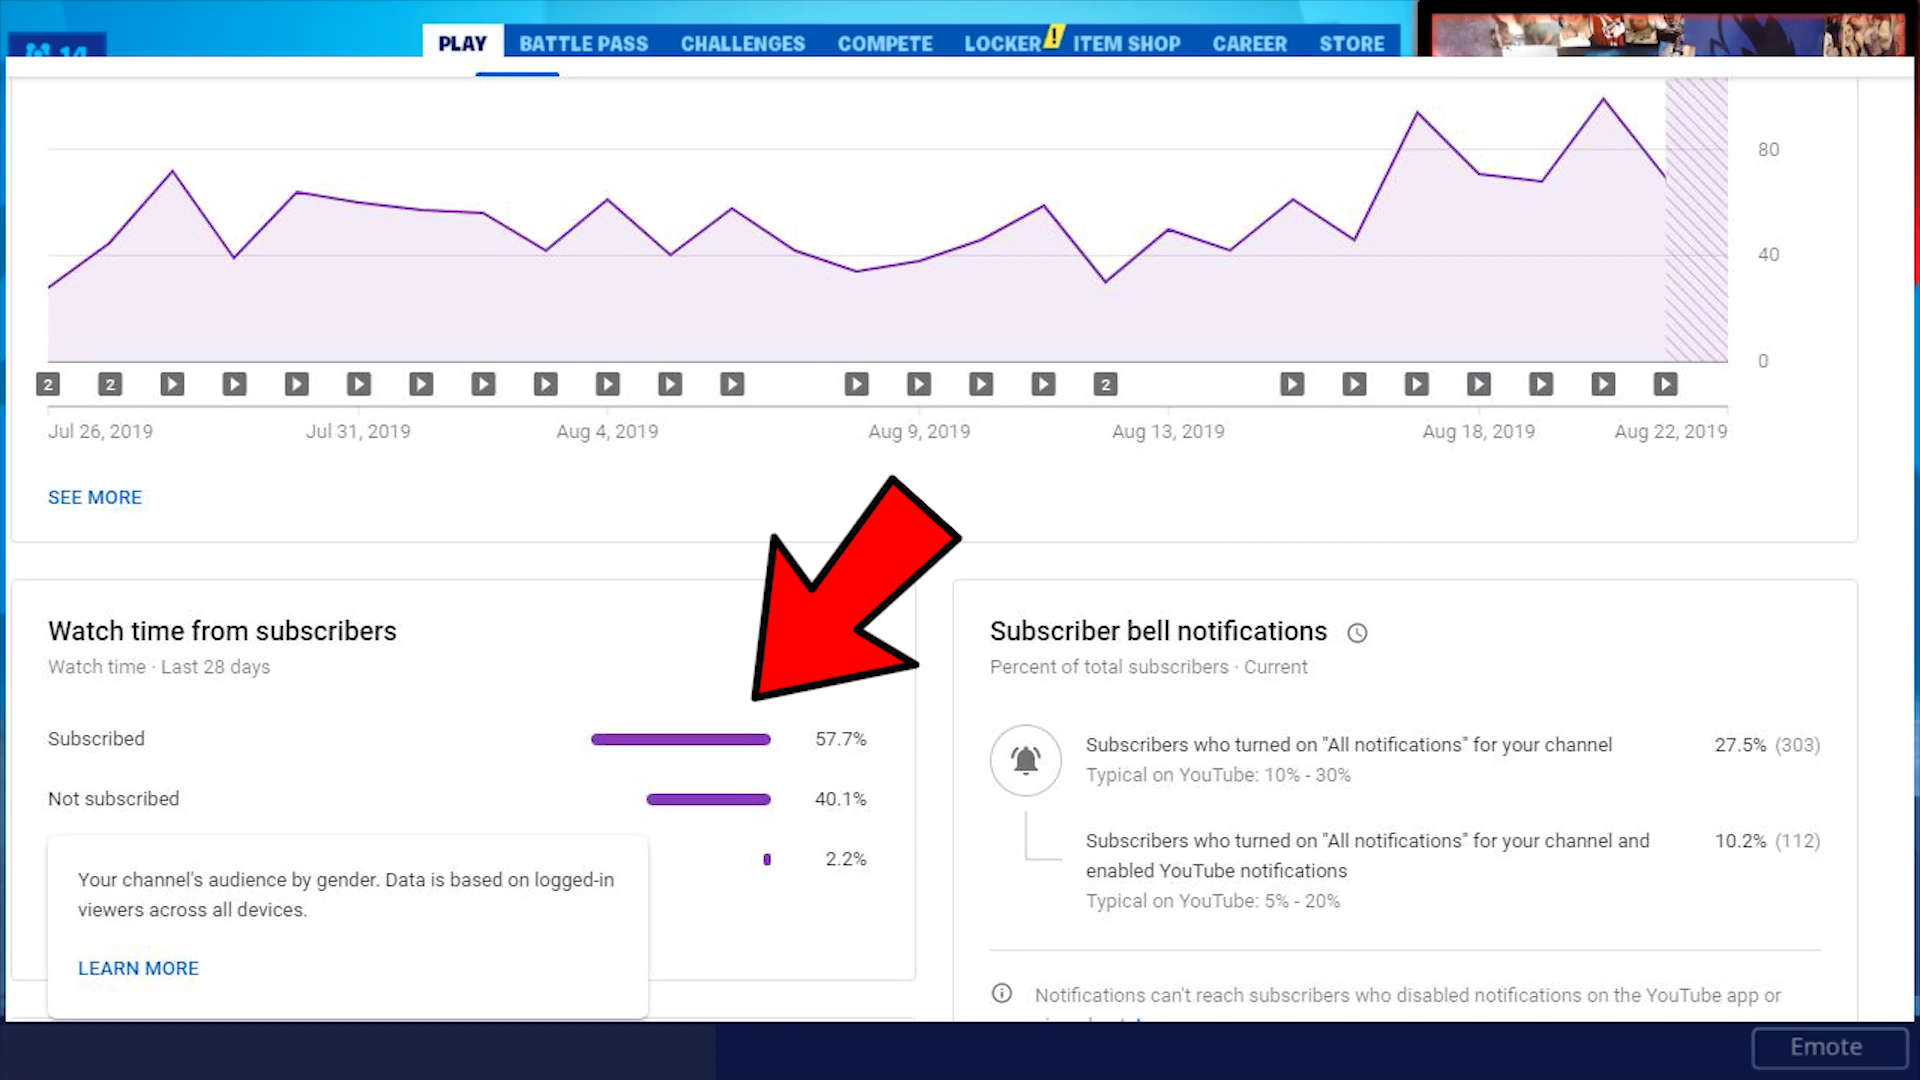 14
PLAY
BATTLE PASS
CHALLENGES
COMPETE
LOCKER
!
ITEM SHOP
CAREER
STORE
80
40
0
2
2
2
Jul 26, 2019
Jul 31, 2019
Aug 4, 2019
Aug 9, 2019
Aug 13, 2019
Aug 18, 2019
Aug 22, 2019
SEE MORE
Watch time from subscribers
Watch time · Last 28 days
Subscribed 57.7%
Not subscribed 40.1%
2.2%
Your channel's audience by gender. Data is based on logged-in
viewers across all devices.
LEARN MORE
Subscriber bell notifications
Percent of total subscribers · Current
Subscribers who turned on "All notifications" for your channel 27.5% (303)
Typical on YouTube: 10% - 30%
Subscribers who turned on "All notifications" for your channel and 10.2% (112)
enabled YouTube notifications
Typical on YouTube: 5% - 20%
Notifications can't reach subscribers who disabled notifications on the YouTube app or
Emote